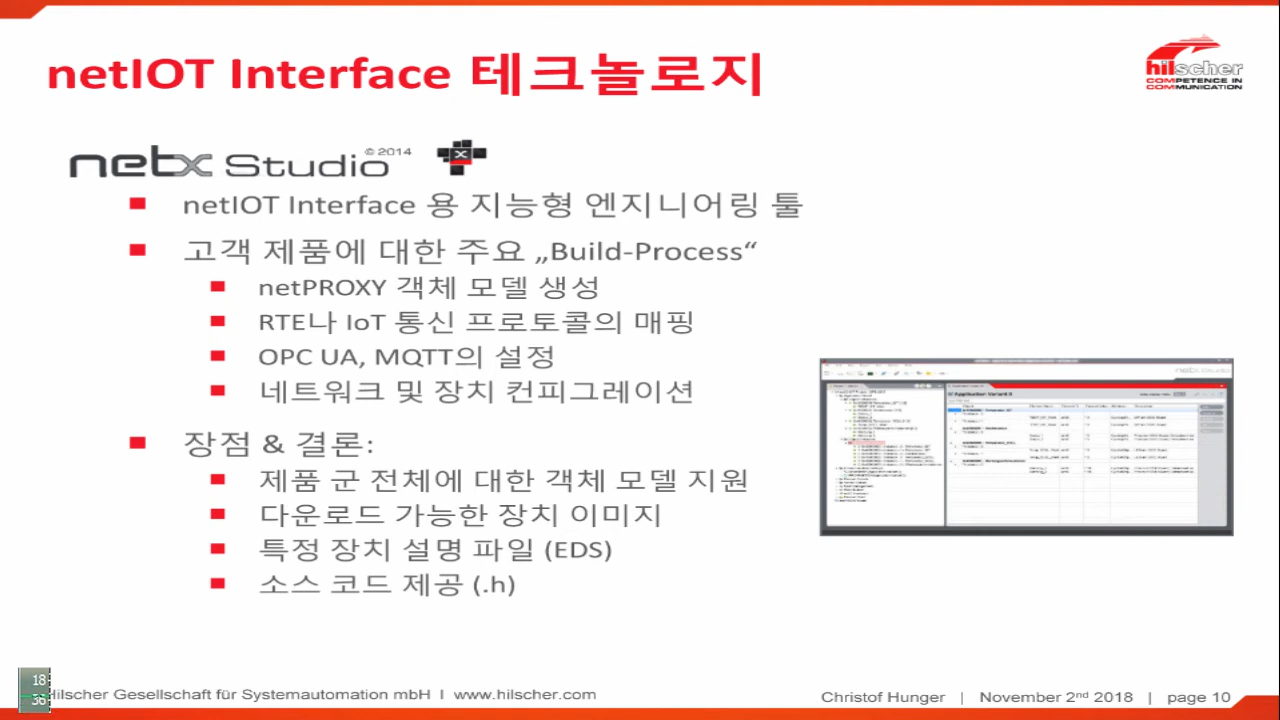 netIOT Interface 테크놀로지
hilscher
COMPETENCE IN
COMMUNICATION
netx Studio © 2014
X
netIOT Interface 용 지능형 엔지니어링 툴
고객 제품에 대한 주요 „Build-Process“
netPROXY 객체 모델 생성
RTE나 IoT 통신 프로토콜의 매핑
OPC UA, MQTT의 설정
네트워크 및 장치 컨피그레이션
장점 & 결론:
제품 군 전체에 대한 객체 모델 지원
다운로드 가능한 장치 이미지
특정 장치 설명 파일 (EDS)
소스 코드 제공 (.h)
netx Studio
Application Variant II
18
36
Hilscher Gesellschaft für Systemautomation mbH I www.hilscher.com
Christof Hunger | November 2nd 2018 | page 10